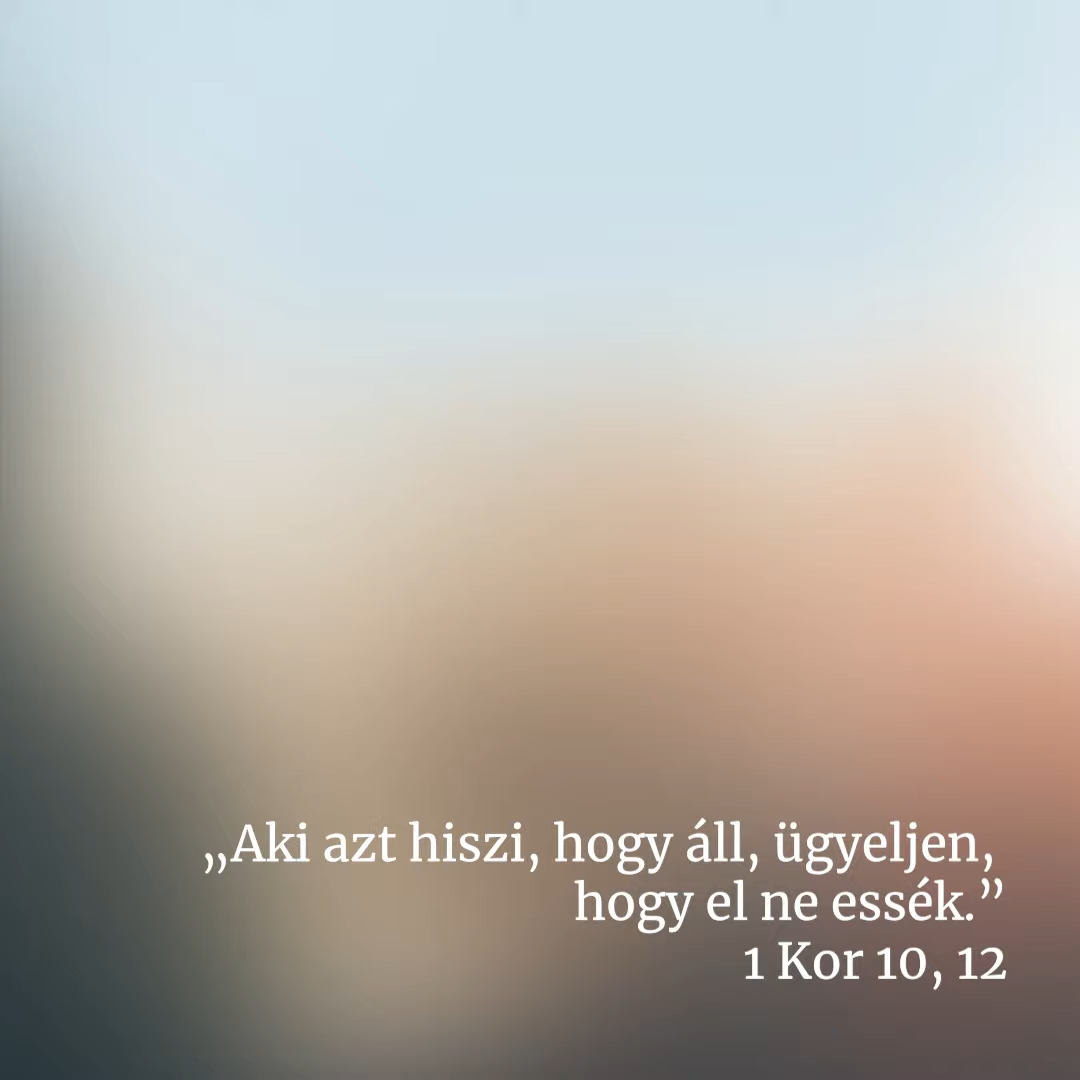 „Aki azt hiszi, hogy áll, ügyeljen,
hogy el ne essék.”
1 Kor 10, 12